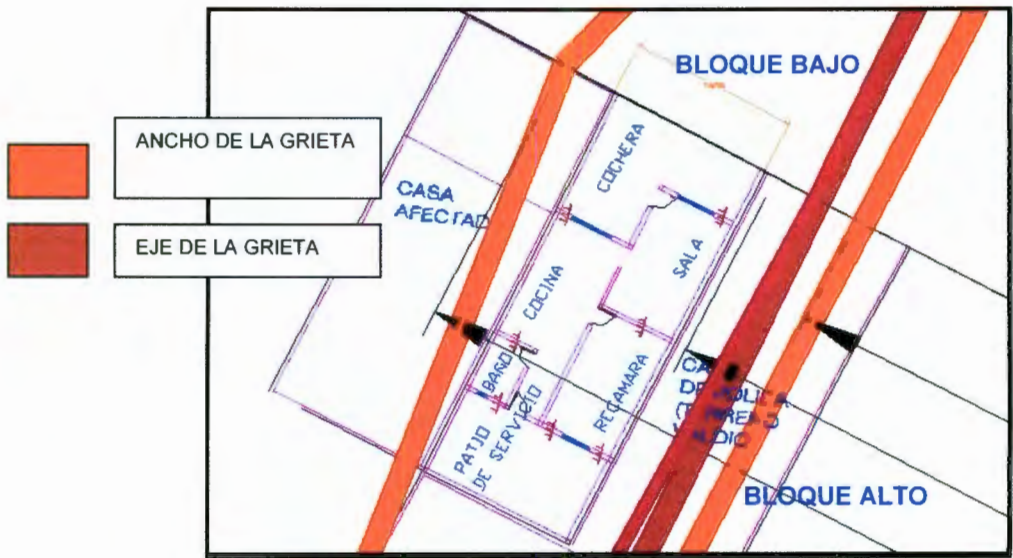 ANCHO DE LA GRIETA
EJE DE LA GRIETA
BLOQUE BAJO
COCHERA
CASA
AFECTAD
SALA
COCINA
BAÑO
RECAMARA
PATIO
DE SERVICIO
BLOQUE ALTO